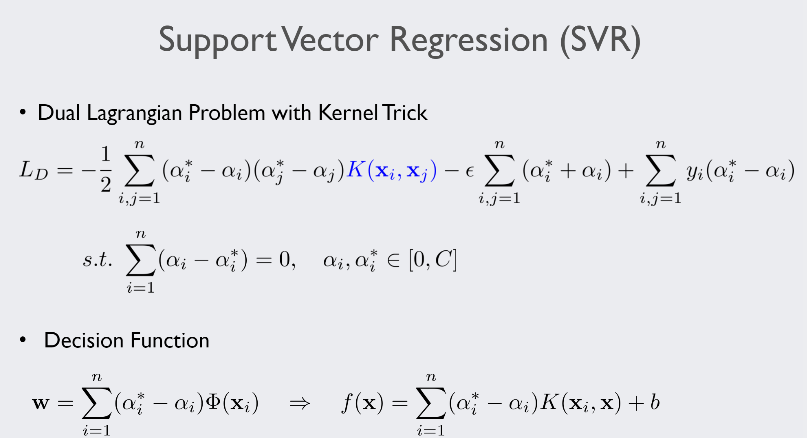 Support Vector Regression (SVR)
• Dual Lagrangian Problem with Kernel Trick
$L_D = -\frac{1}{2} \sum_{i,j=1}^{n} (\alpha_i^* - \alpha_i)(\alpha_j^* - \alpha_j) K(\mathbf{x}_i, \mathbf{x}_j) - \epsilon \sum_{i,j=1}^{n} (\alpha_i^* + \alpha_i) + \sum_{i,j=1}^{n} y_i(\alpha_i^* - \alpha_i)$
$s.t. \sum_{i=1}^{n} (\alpha_i - \alpha_i^*) = 0, \quad \alpha_i, \alpha_i^* \in [0, C]$
• Decision Function
$\mathbf{w} = \sum_{i=1}^{n} (\alpha_i^* - \alpha_i) \Phi(\mathbf{x}_i) \quad \Rightarrow \quad f(\mathbf{x}) = \sum_{i=1}^{n} (\alpha_i^* - \alpha_i) K(\mathbf{x}_i, \mathbf{x}) + b$